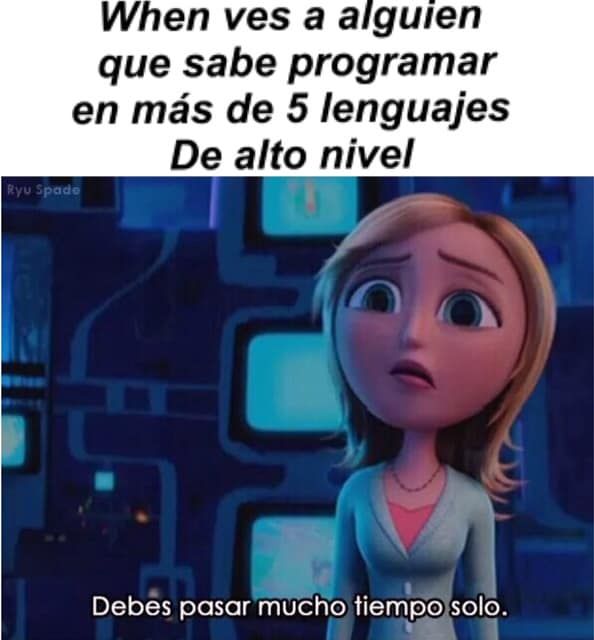 When ves a alguien
que sabe programar
en más de 5 lenguajes
De alto nivel
Ryu Spade
Debes pasar mucho tiempo solo.